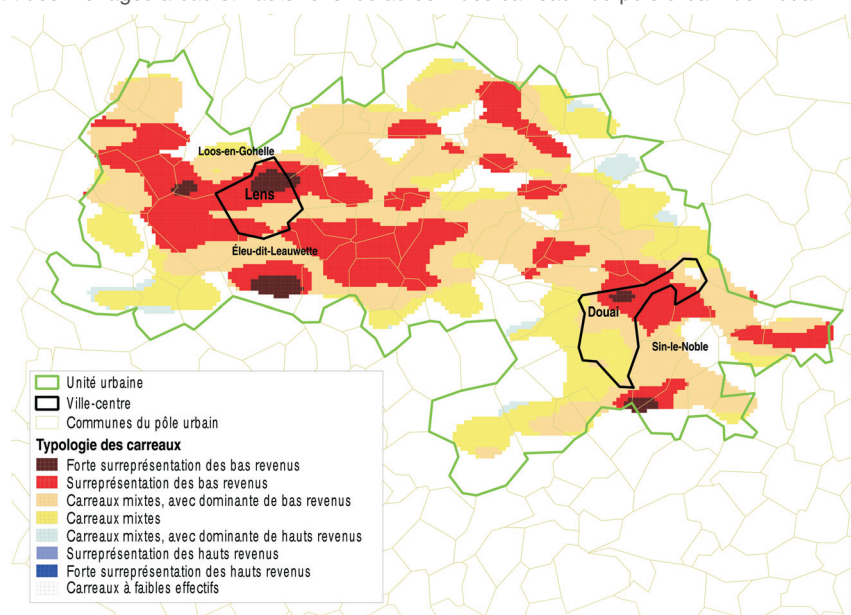 Loos-en-Gohelle
Lens
Éleu-dit-Leauwette
Douai
Sin-le-Noble
Unité urbaine
Ville-centre
Communes du pôle urbain
Typologie des carreaux
Forte surreprésentation des bas revenus
Surreprésentation des bas revenus
Carreaux mixtes, avec dominante de bas revenus
Carreaux mixtes
Carreaux mixtes, avec dominante de hauts revenus
Surreprésentation des hauts revenus
Forte surreprésentation des hauts revenus
Carreaux à faibles effectifs